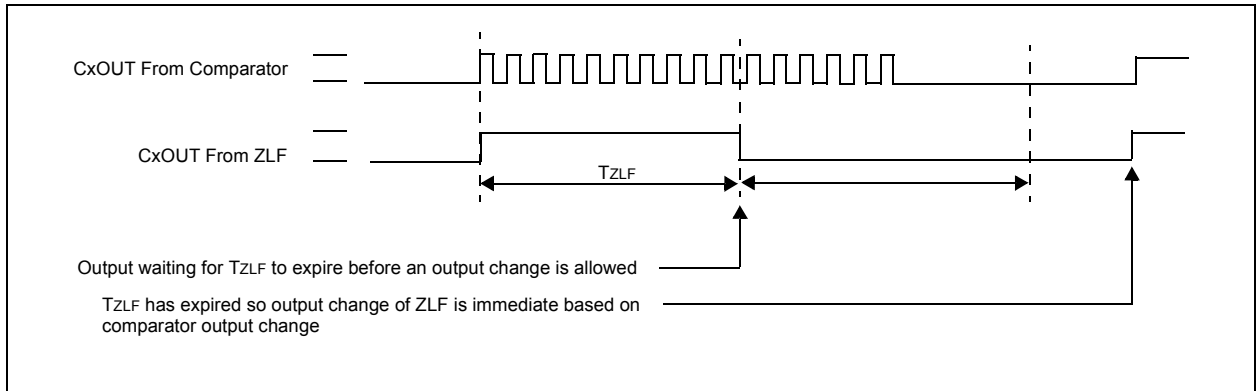 CxOUT From Comparator
CxOUT From ZLF
TZLF
Output waiting for TZLF to expire before an output change is allowed
TZLF has expired so output change of ZLF is immediate based on
comparator output change